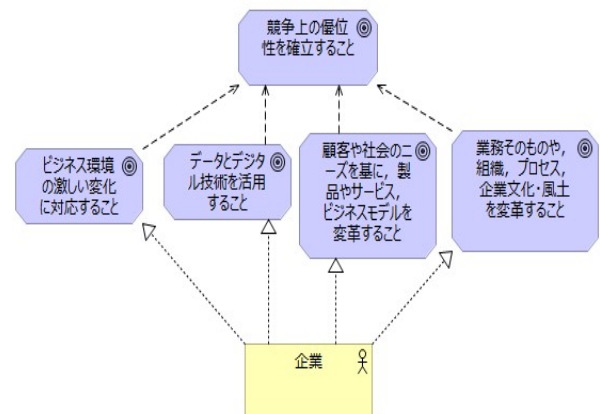 競争上の優位
性を確立すること
ビジネス環境
の激しい変化
に対応すること
データとデジタ
ル技術を活用
すること
顧客や社会のニ
ーズを基に，製
品やサービス，
ビジネスモデルを
変革すること
業務そのものや，
組織，プロセス，
企業文化・風土
を変革すること
企業